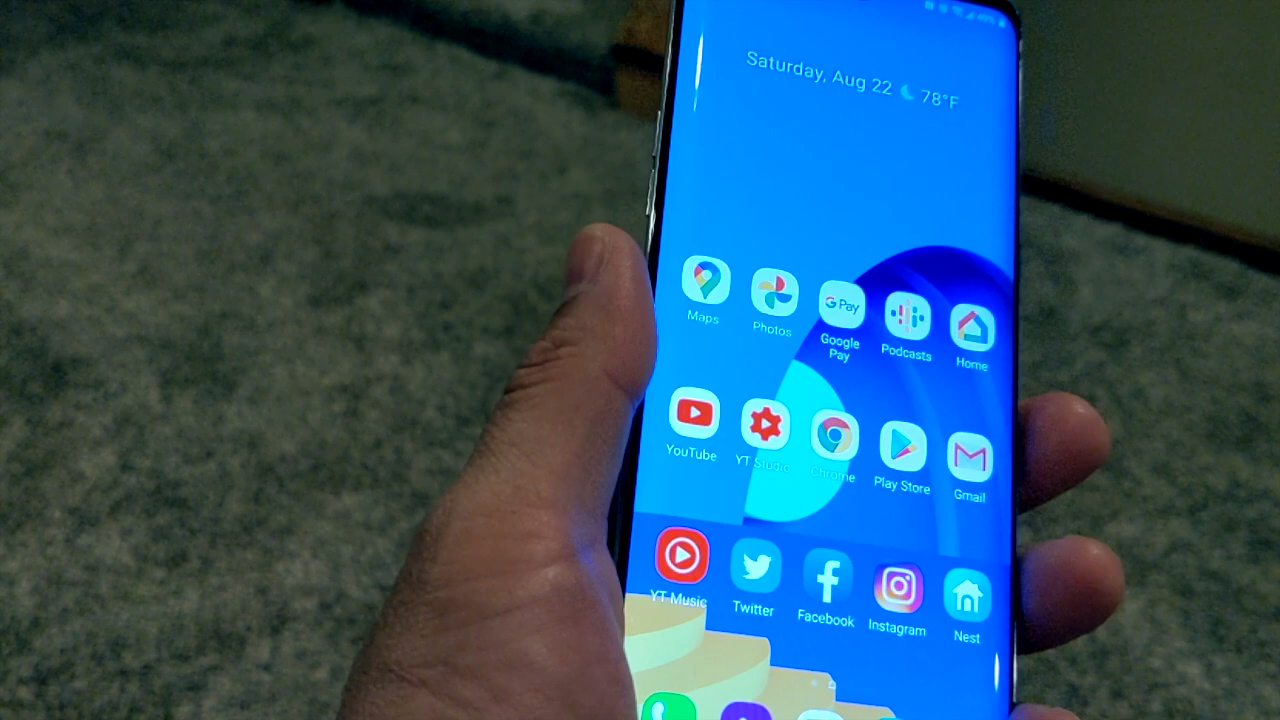 Saturday, Aug 22 78°F
Maps
Photos
G Pay
Google
Pay
Podcasts
Home
YouTube
YT Studio
Chrome
Play Store
Gmail
YT Music
Twitter
Facebook
Instagram
Nest